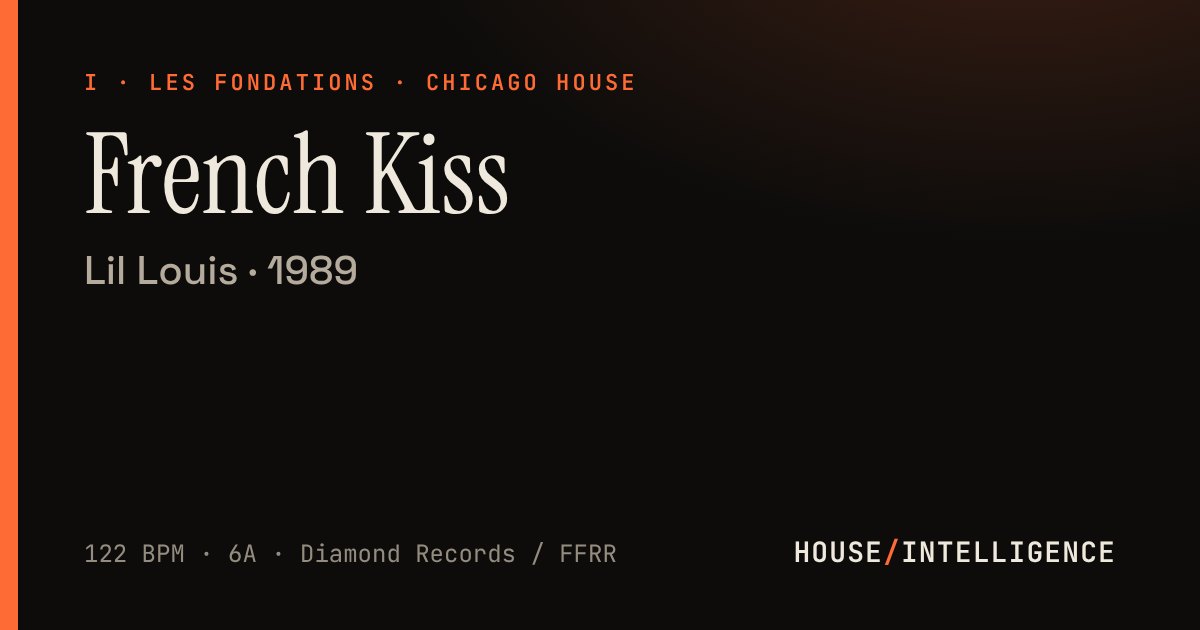 I · LES FONDATIONS · CHICAGO HOUSE
French Kiss
Lil Louis · 1989
122 BPM · 6A · Diamond Records / FFRR
HOUSE/INTELLIGENCE